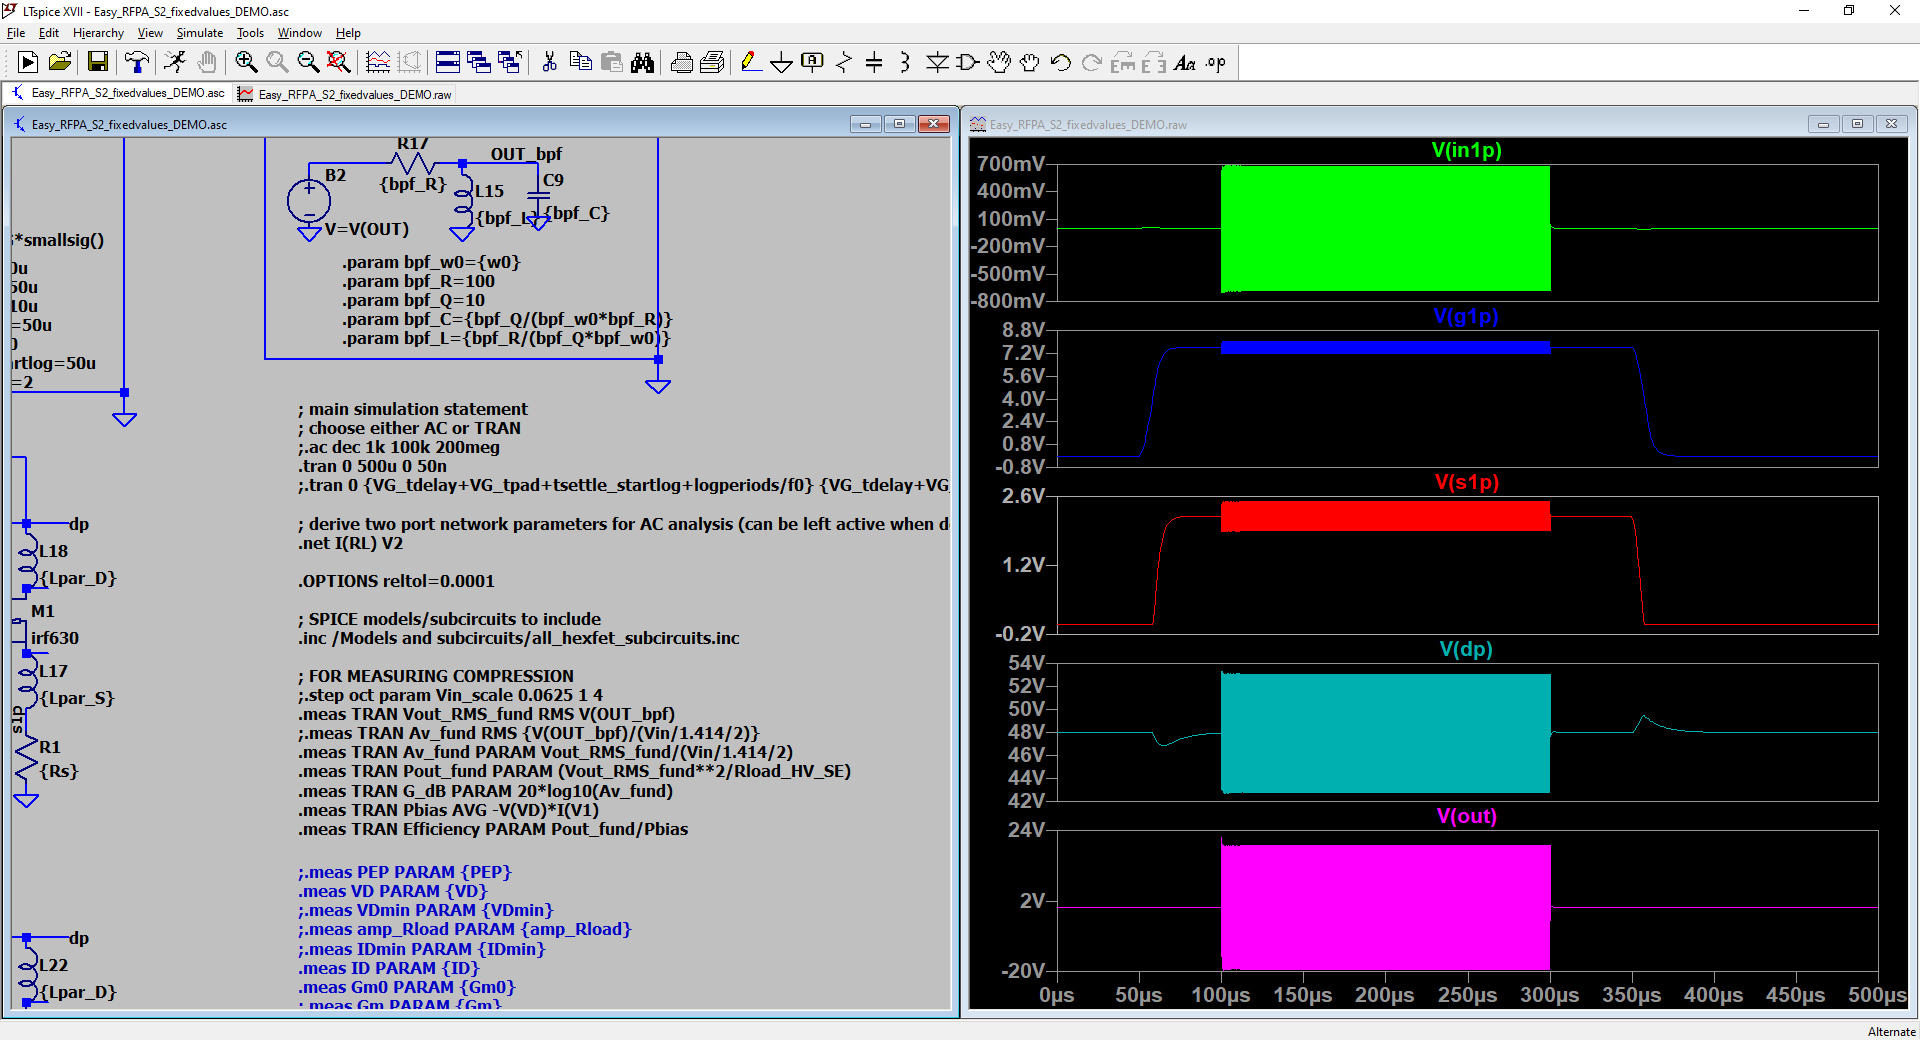 LTspice XVII - Easy_RFPA_S2_fixedvalues_DEMO.asc
File Edit Hierarchy View Simulate Tools Window Help
Easy_RFPA_S2_fixedvalues_DEMO.asc Easy_RFPA_S2_fixedvalues_DEMO.raw
Easy_RFPA_S2_fixedvalues_DEMO.asc
R17
OUT_bpf
B2
{bpf_R}
L15
C9
{bpf_L}
{bpf_C}
V=V(OUT)
*smallsig()
0u
50u
10u
=50u
0
artlog=50u
=2
.param bpf_w0={w0}
.param bpf_R=100
.param bpf_Q=10
.param bpf_C={bpf_Q/(bpf_w0*bpf_R)}
.param bpf_L={bpf_R/(bpf_Q*bpf_w0)}
; main simulation statement
; choose either AC or TRAN
;.ac dec 1k 100k 200meg
.tran 0 500u 0 50n
;.tran 0 {VG_tdelay+VG_tpad+tsettle_startlog+logperiods/f0} {VG_tdelay+VG_
; derive two port network parameters for AC analysis (can be left active when d
.net I(RL) V2
.OPTIONS reltol=0.0001
; SPICE models/subcircuits to include
.inc /Models and subcircuits/all_hexfet_subcircuits.inc
; FOR MEASURING COMPRESSION
;.step oct param Vin_scale 0.0625 1 4
.meas TRAN Vout_RMS_fund RMS V(OUT_bpf)
;.meas TRAN Av_fund RMS {V(OUT_bpf)/(Vin/1.414/2)}
.meas TRAN Av_fund PARAM Vout_RMS_fund/(Vin/1.414/2)
.meas TRAN Pout_fund PARAM (Vout_RMS_fund**2/Rload_HV_SE)
.meas TRAN G_dB PARAM 20*log10(Av_fund)
.meas TRAN Pbias AVG -V(VD)*I(V1)
.meas TRAN Efficiency PARAM Pout_fund/Pbias
;.meas PEP PARAM {PEP}
.meas VD PARAM {VD}
;.meas VDmin PARAM {VDmin}
;.meas amp_Rload PARAM {amp_Rload}
;.meas IDmin PARAM {IDmin}
.meas ID PARAM {ID}
.meas Gm0 PARAM {Gm0}
; meas Gm PARAM {Gm}
dp
L18
{Lpar_D}
M1
irf630
L17
{Lpar_S}
s1p
R1
{Rs}
dp
L22
{Lpar_D}
Easy_RFPA_S2_fixedvalues_DEMO.raw
V(in1p)
700mV
400mV
100mV
-200mV
-500mV
-800mV
V(g1p)
8.8V
7.2V
5.6V
4.0V
2.4V
0.8V
-0.8V
V(s1p)
2.6V
1.2V
-0.2V
V(dp)
54V
52V
50V
48V
46V
44V
42V
V(out)
24V
2V
-20V
0µs 50µs 100µs 150µs 200µs 250µs 300µs 350µs 400µs 450µs 500µs
Alternate